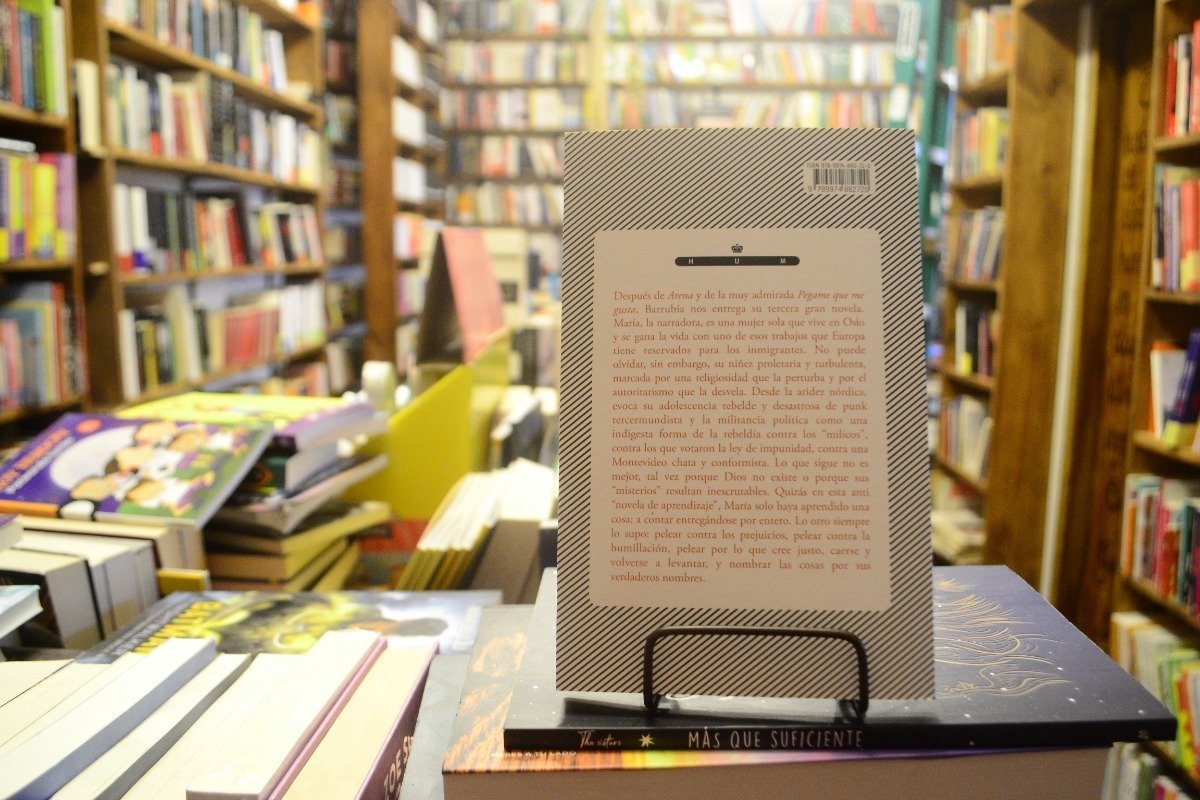 HUM
Después de Arena y de la muy admirada Pegame que me
gusta, Barrubia nos entrega su tercera gran novela.
María, la narradora, es una mujer sola que vive en Oslo
y se gana la vida con uno de esos trabajos que Europa
tiene reservados para los inmigrantes. No puede
olvidar, sin embargo, su niñez proletaria y turbulenta,
marcada por una religiosidad que la perturba y por el
autoritarismo que la desvela. Desde la aridez nórdica,
evoca su adolescencia rebelde y desastrosa de punk
tercermundista y la militancia política como una
indigesta forma de la rebeldía contra los "milicos",
contra los que votaron la ley de impunidad, contra una
Montevideo chata y conformista. Lo que sigue no es
mejor, tal vez porque Dios no existe o porque sus
"misterios" resultan inescrutables. Quizás en esta anti
"novela de aprendizaje", María solo haya aprendido una
cosa: a contar entregándose por entero. Lo otro siempre
lo supo: pelear contra los prejuicios, pelear contra la
humillación, pelear por lo que cree justo, caerse y
volverse a levantar, y nombrar las cosas por sus
verdaderos nombres.
MÁS QUE SUFICIENTE